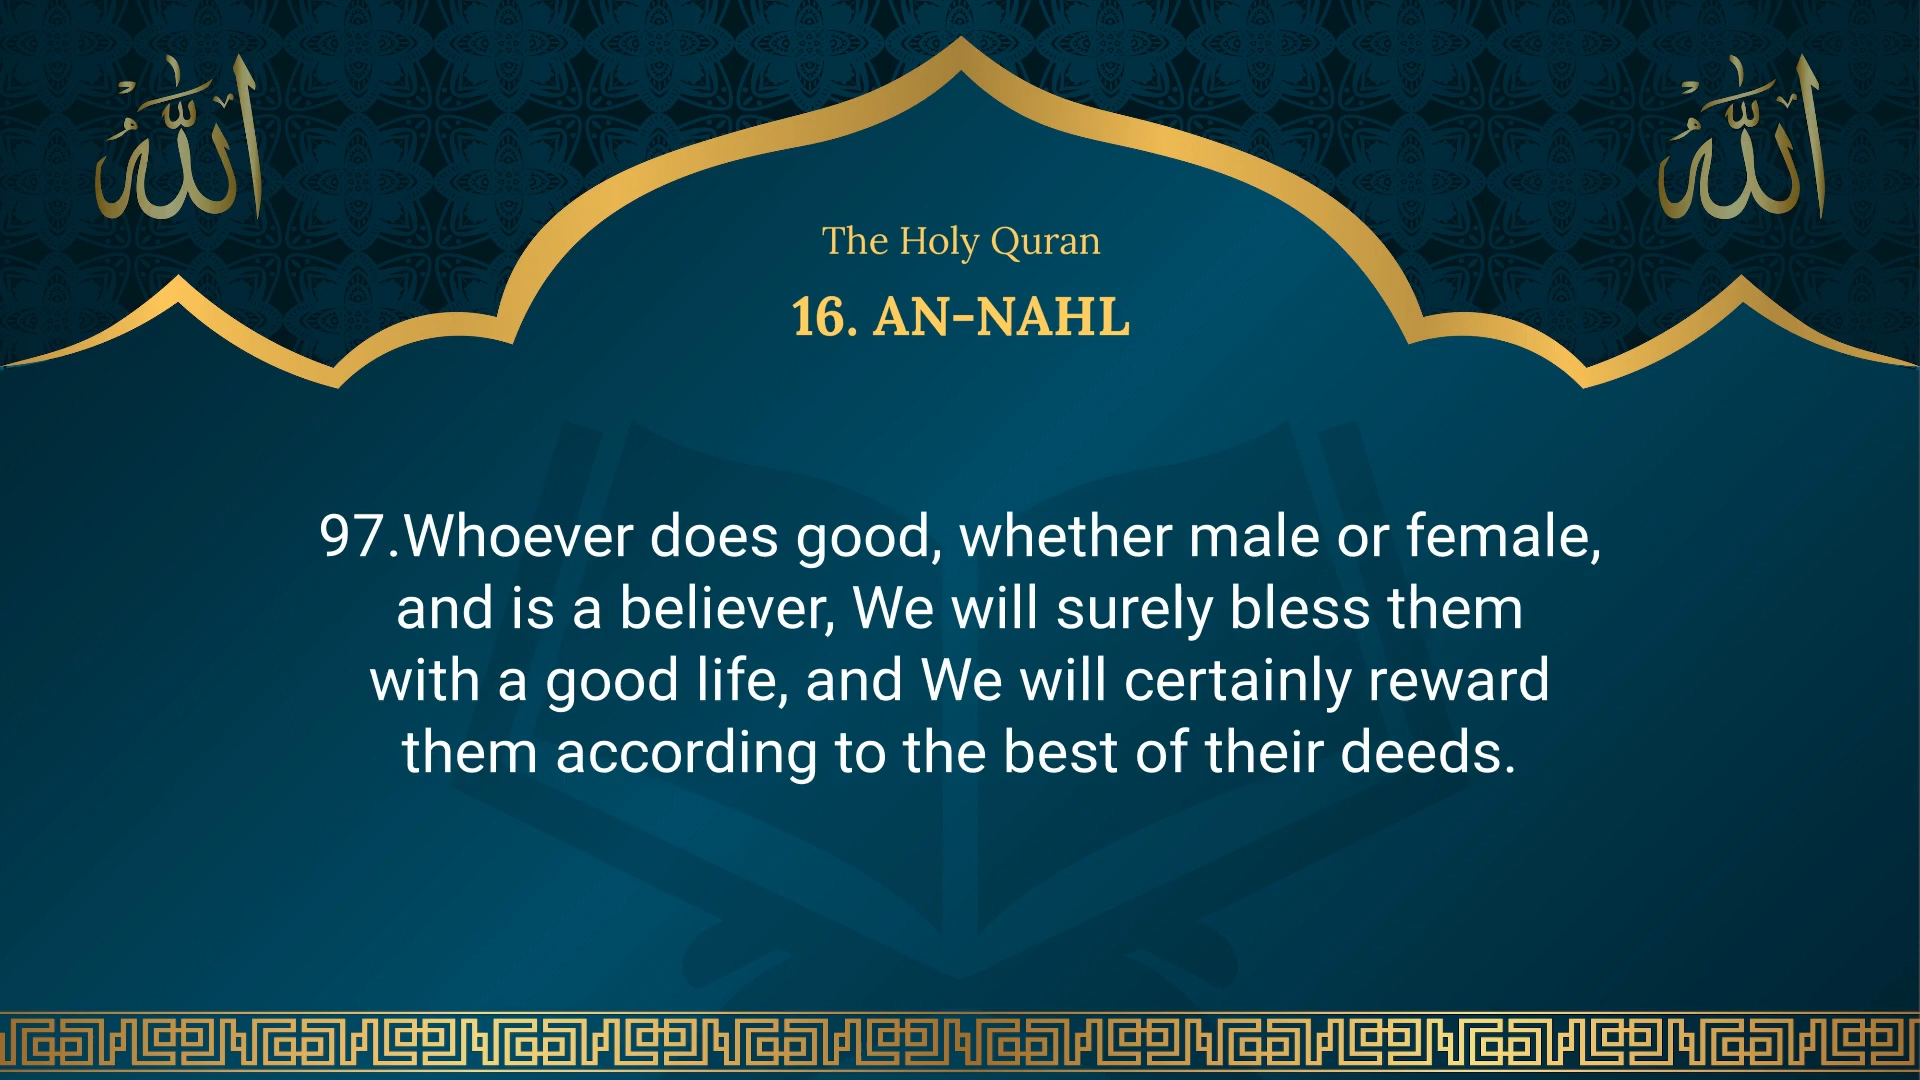 الله
الله
The Holy Quran
16. AN-NAHL
97.Whoever does good, whether male or female,
and is a believer, We will surely bless them
with a good life, and We will certainly reward
them according to the best of their deeds.